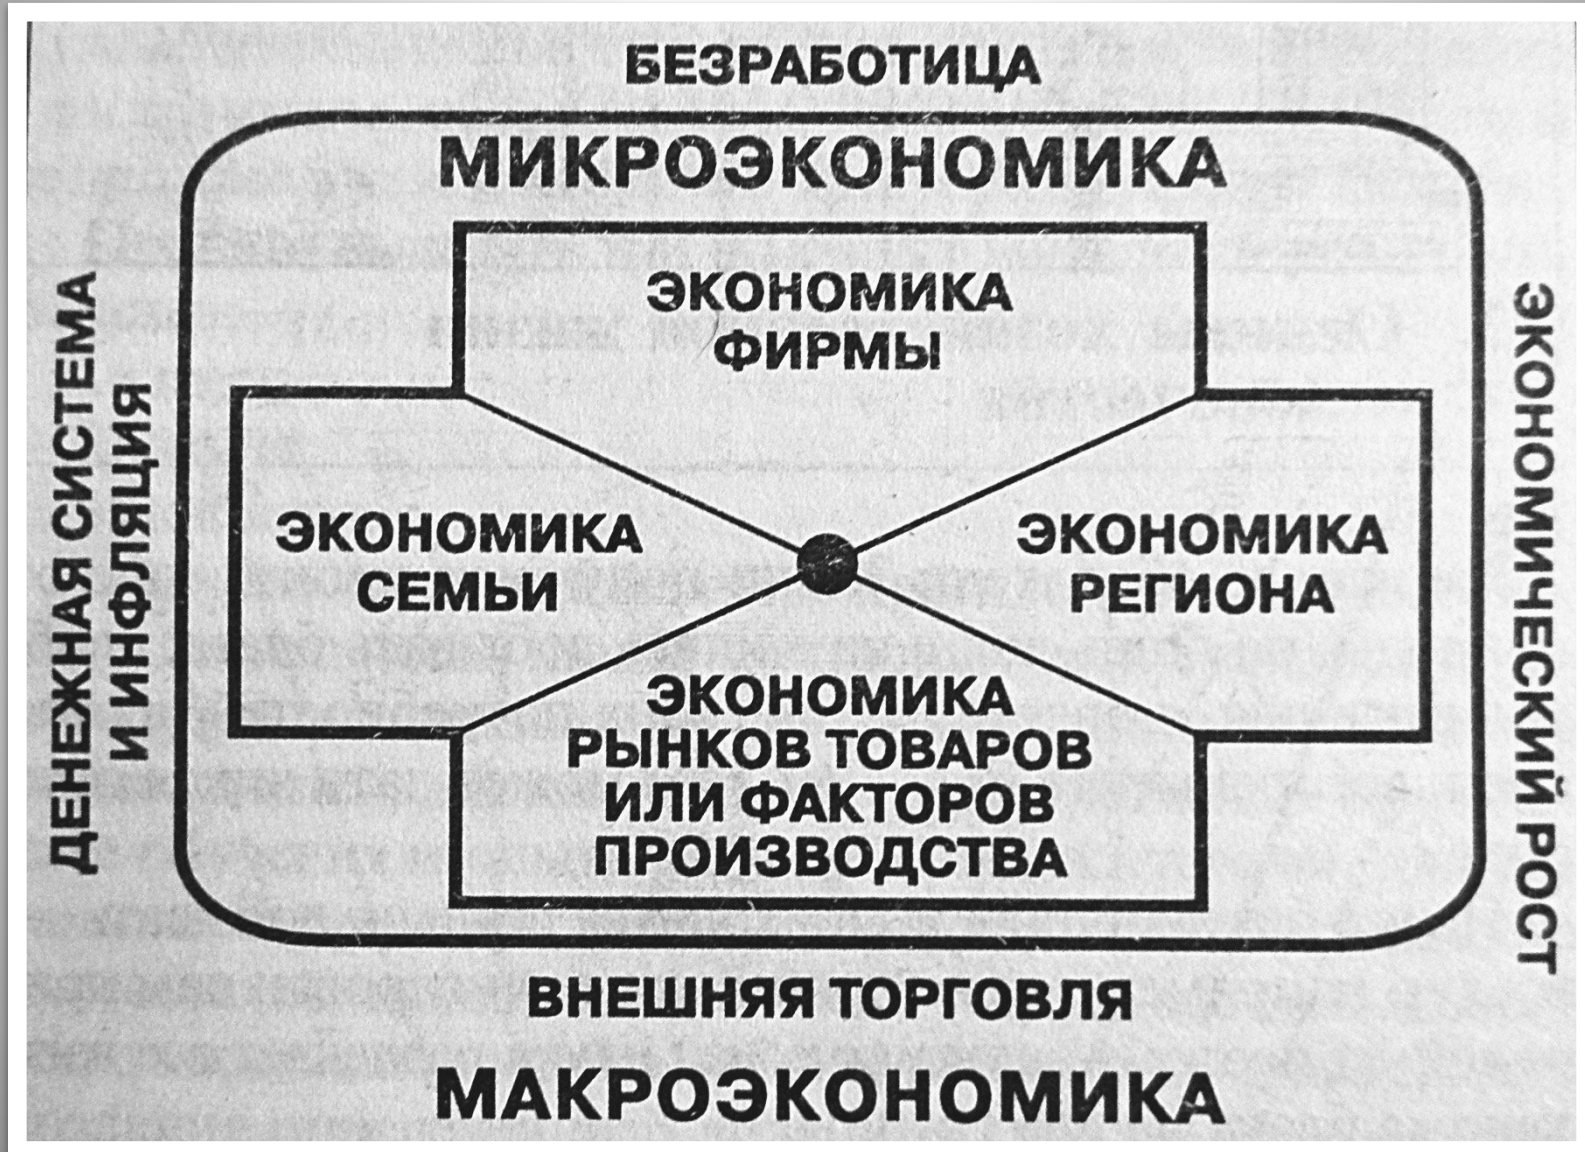 БЕЗРАБОТИЦА
МИКРОЭКОНОМИКА
ЭКОНОМИКА
ФИРМЫ
ДЕНЕЖНАЯ СИСТЕМА
И ИНФЛЯЦИЯ
ЭКОНОМИКА
СЕМЬИ
ЭКОНОМИКА
РЕГИОНА
ЭКОНОМИЧЕСКИЙ РОСТ
ЭКОНОМИКА
РЫНКОВ ТОВАРОВ
ИЛИ ФАКТОРОВ
ПРОИЗВОДСТВА
ВНЕШНЯЯ ТОРГОВЛЯ
МАКРОЭКОНОМИКА